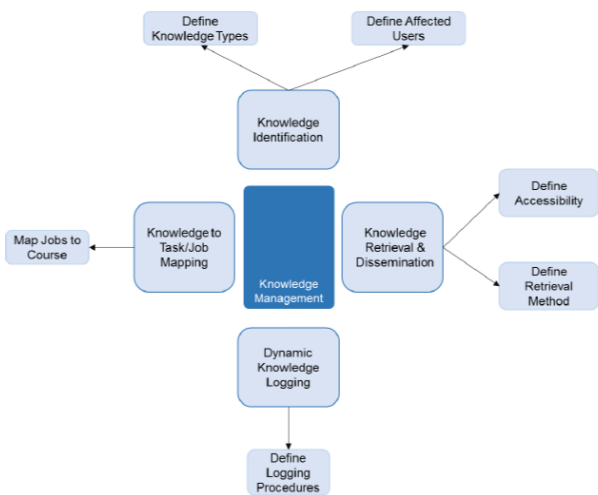 Define
Knowledge Types
Define Affected
Users
Knowledge
Identification
Map Jobs to
Course
Knowledge to
Task/Job
Mapping
Knowledge
Management
Knowledge
Retrieval &
Dissemination
Define
Accessibility
Define
Retrieval
Method
Dynamic
Knowledge
Logging
Define
Logging
Procedures